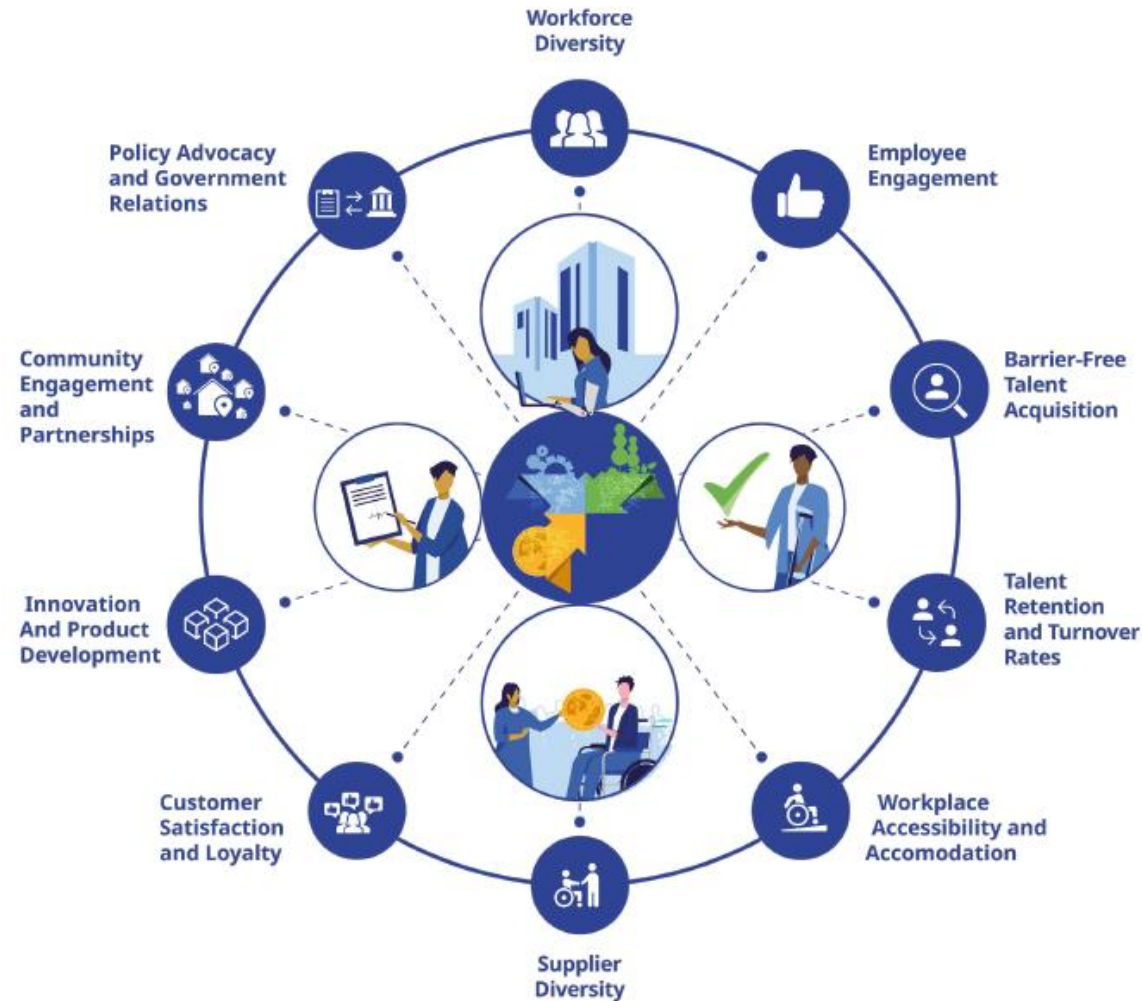 Workforce
Diversity
Employee
Engagement
Barrier-Free
Talent
Acquisition
Talent
Retention
and Turnover
Rates
Workplace
Accessibility and
Accomodation
Supplier
Diversity
Customer
Satisfaction
and Loyalty
Innovation
And Product
Development
Community
Engagement
and
Partnerships
Policy Advocacy
and Government
Relations